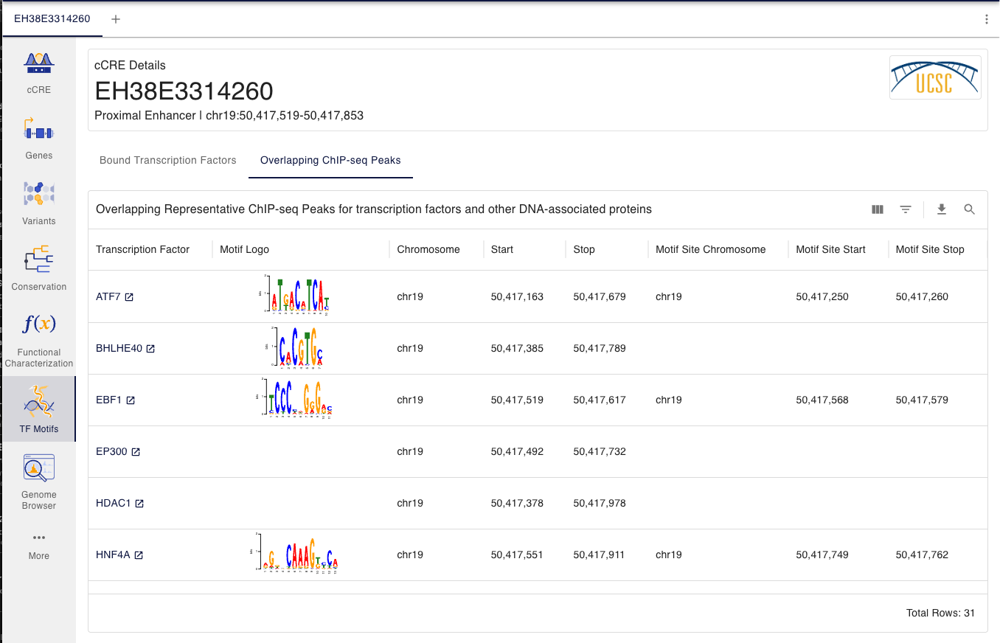 EH38E3314260
cCRE
Genes
Variants
Conservation
f(x)
Functional
Characterization
TF Motifs
Genome
Browser
More
cCRE Details
EH38E3314260
Proximal Enhancer | chr19:50,417,519-50,417,853
UCSC
Bound Transcription Factors Overlapping ChIP-seq Peaks
Overlapping Representative ChIP-seq Peaks for transcription factors and other DNA-associated proteins
Transcription Factor Motif Logo Chromosome Start Stop Motif Site Chromosome Motif Site Start Motif Site Stop
ATF7 chr19 50,417,163 50,417,679 chr19 50,417,250 50,417,260
BHLHE40 chr19 50,417,385 50,417,789
EBF1 chr19 50,417,519 50,417,617 chr19 50,417,568 50,417,579
EP300 chr19 50,417,492 50,417,732
HDAC1 chr19 50,417,378 50,417,978
HNF4A chr19 50,417,551 50,417,911 chr19 50,417,749 50,417,762
Total Rows: 31